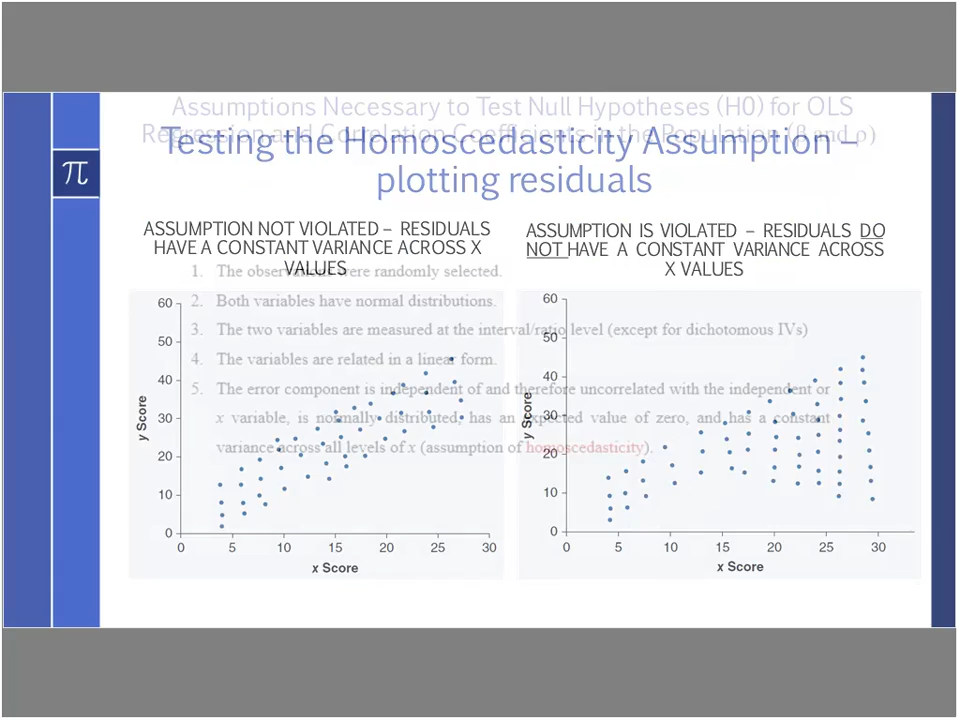 Assumptions Necessary to Test Null Hypotheses (H0) for OLS
Regression and Correlation Coefficients in the Population (β and ρ)
Testing the Homoscedasticity Assumption –
plotting residuals
π
ASSUMPTION NOT VIOLATED – RESIDUALS
HAVE A CONSTANT VARIANCE ACROSS X
VALUES
ASSUMPTION IS VIOLATED – RESIDUALS DO
NOT HAVE A CONSTANT VARIANCE ACROSS
X VALUES
1. The observations were randomly selected.
2. Both variables have normal distributions.
3. The two variables are measured at the interval/ratio level (except for dichotomous IVs)
4. The variables are related in a linear form.
5. The error component is independent of and therefore uncorrelated with the independent or
x variable, is normally distributed, has an expected value of zero, and has a constant
variance across all levels of x (assumption of homoscedasticity).
60
50
40
30
20
10
0
y Score
0 5 10 15 20 25 30
x Score
60
50
40
30
20
10
0
y Score
0 5 10 15 20 25 30
x Score